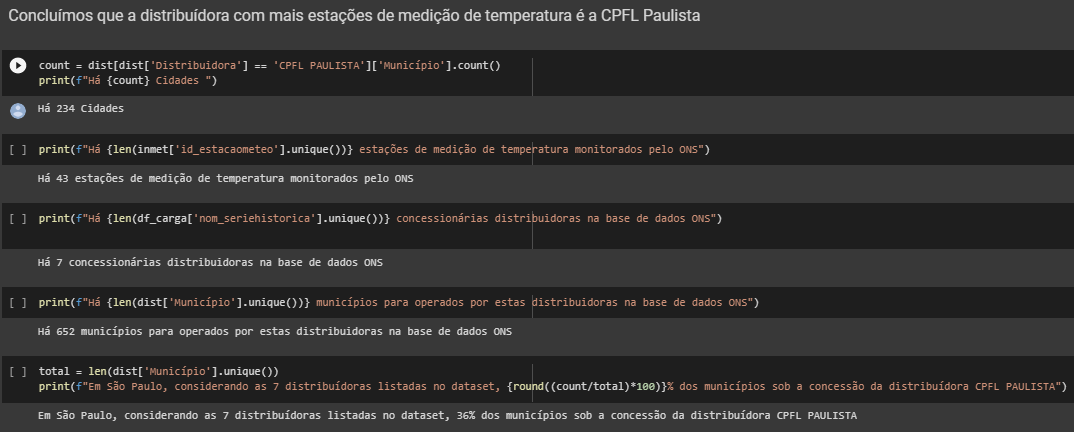 Concluímos que a distribuídora com mais estações de medição de temperatura é a CPFL Paulista
count = dist[dist['Distribuidora'] == 'CPFL PAULISTA']['Município'].count()
print(f"Há {count} Cidades ")
Há 234 Cidades
[ ] print(f"Há {len(inmet['id_estacaometeo'].unique())} estações de medição de temperatura monitorados pelo ONS")
Há 43 estações de medição de temperatura monitorados pelo ONS
[ ] print(f"Há {len(df_carga['nom_seriehistorica'].unique())} concessionárias distribuidoras na base de dados ONS")
Há 7 concessionárias distribuidoras na base de dados ONS
[ ] print(f"Há {len(dist['Município'].unique())} municípios para operados por estas distribuidoras na base de dados ONS")
Há 652 municípios para operados por estas distribuidoras na base de dados ONS
[ ] total = len(dist['Município'].unique())
print(f"Em São Paulo, considerando as 7 distribuídoras listadas no dataset, {round((count/total)*100)}% dos municípios sob a concessão da distribuídora CPFL PAULISTA")
Em São Paulo, considerando as 7 distribuídoras listadas no dataset, 36% dos municípios sob a concessão da distribuídora CPFL PAULISTA